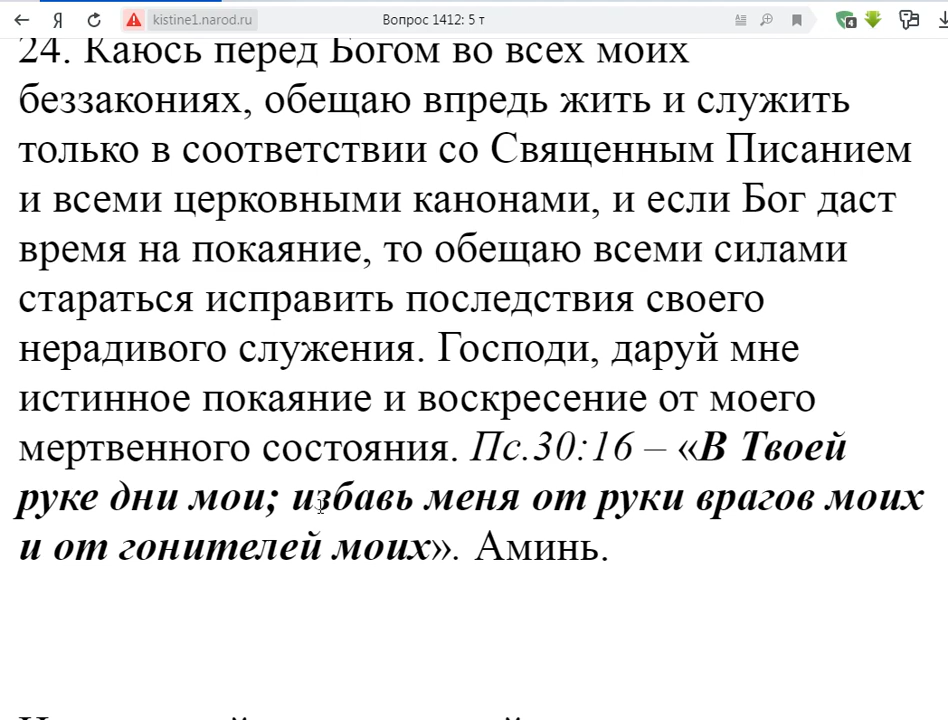 Я kistine1.narod.ru Вопрос 1412: 5 т 4
24. Каюсь перед Богом во всех моих
беззакониях, обещаю впредь жить и служить
только в соответствии со Священным Писанием
и всеми церковными канонами, и если Бог даст
время на покаяние, то обещаю всеми силами
стараться исправить последствия своего
нерадивого служения. Господи, даруй мне
истинное покаяние и воскресение от моего
мертвенного состояния. Пс.30:16 – «В Твоей
руке дни мои; избавь меня от руки врагов моих
и от гонителей моих». Аминь.